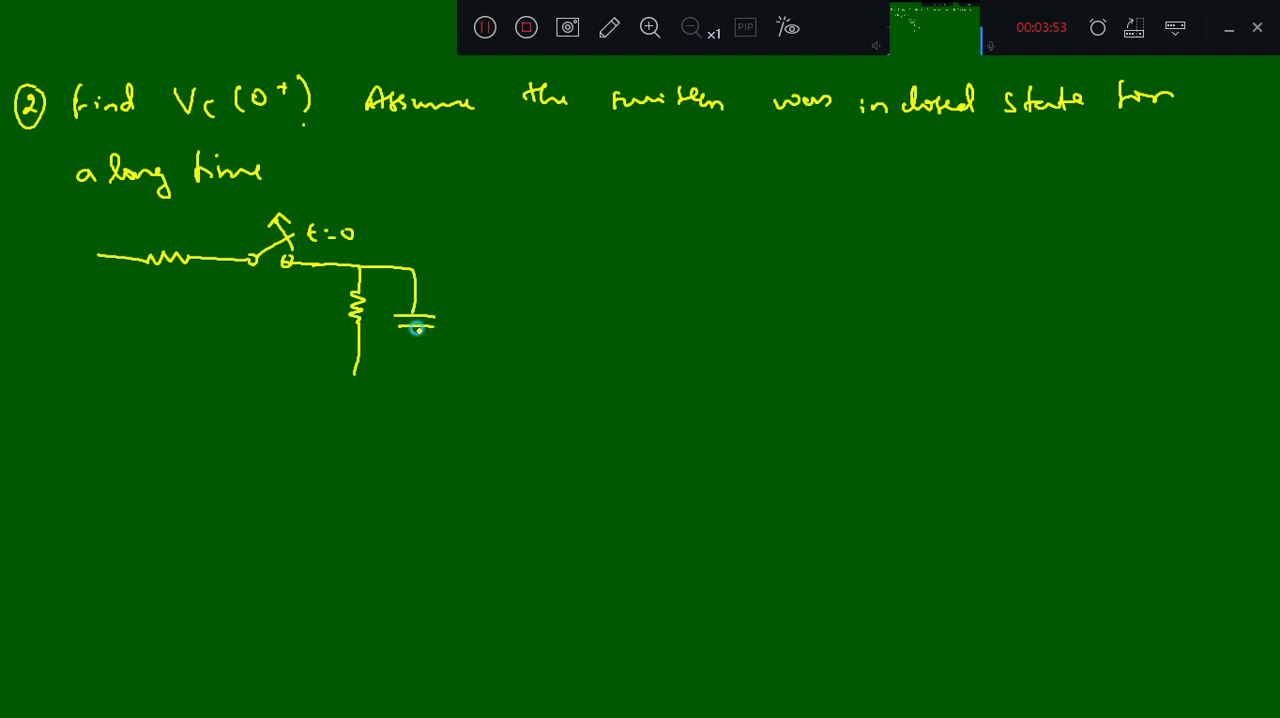 00:03:53
x1
PIP
② find Vc (0⁺) Assume the switch was in closed state for
a long time
t=0